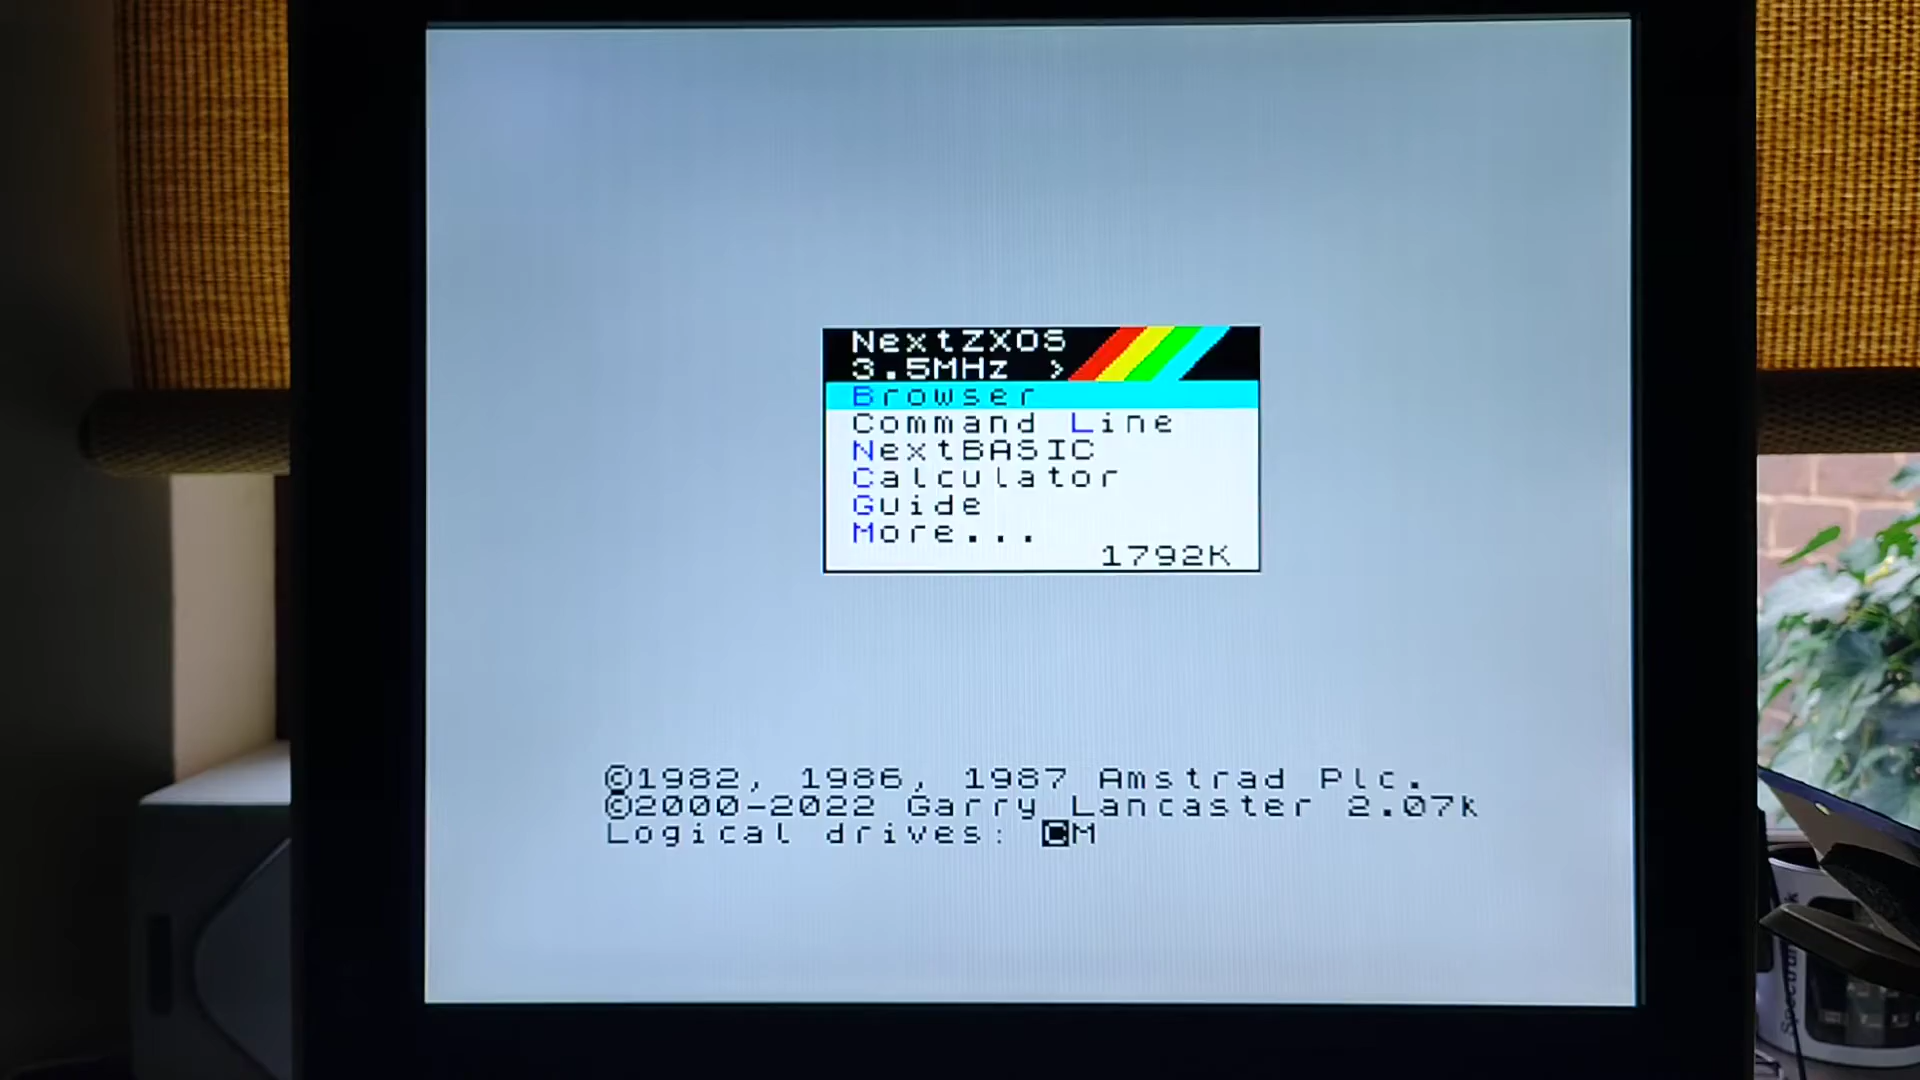 NextZXOS
3.5MHz >
Browser
Command Line
NextBASIC
Calculator
Guide
More...
1792K
©1982, 1986, 1987 Amstrad Plc.
©2000-2022 Garry Lancaster 2.07k
Logical drives: CM